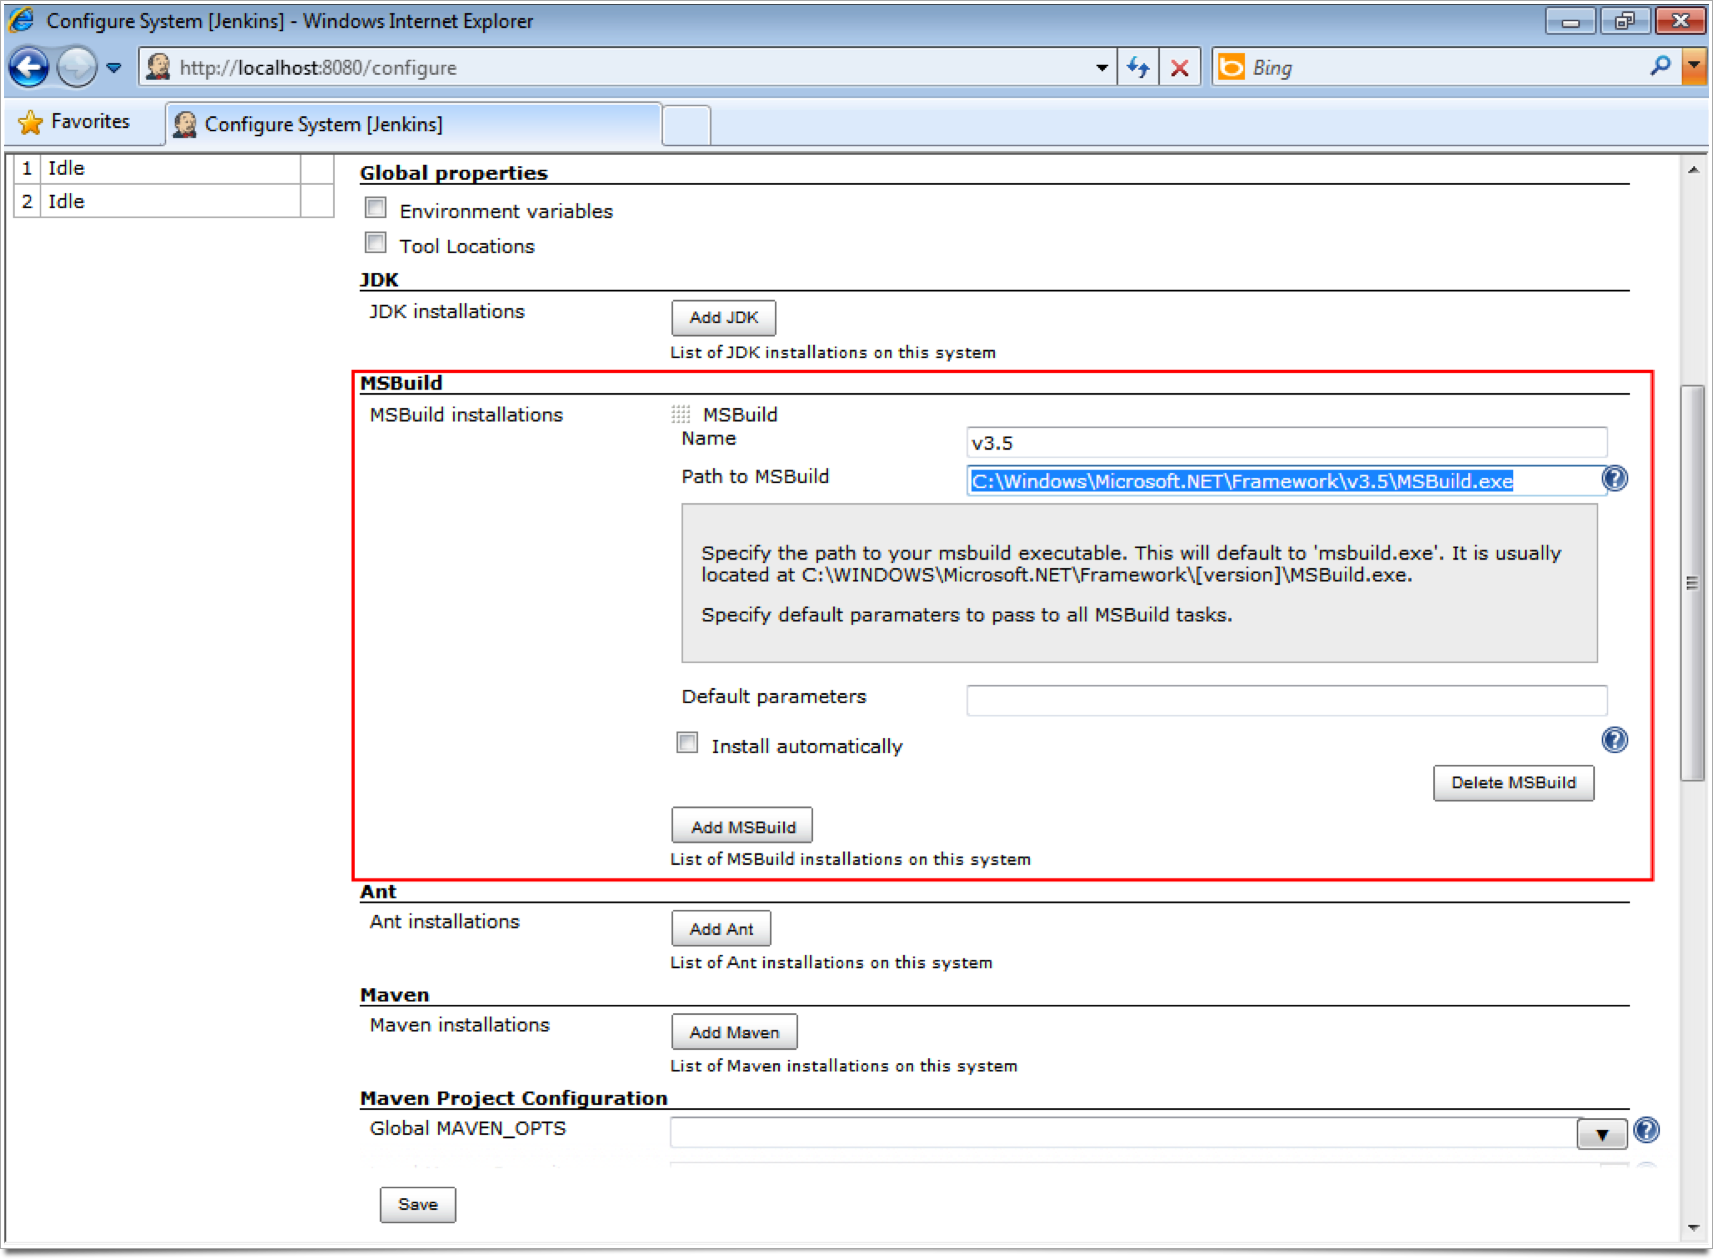 Configure System [Jenkins] - Windows Internet Explorer
http://localhost:8080/configure
Bing
Favorites
Configure System [Jenkins]
1 Idle
2 Idle
Global properties
Environment variables
Tool Locations
JDK
JDK installations
Add JDK
List of JDK installations on this system
MSBuild
MSBuild installations
MSBuild
Name
v3.5
Path to MSBuild
C:\Windows\Microsoft.NET\Framework\v3.5\MSBuild.exe
Specify the path to your msbuild executable. This will default to 'msbuild.exe'. It is usually
located at C:\WINDOWS\Microsoft.NET\Framework\[version]\MSBuild.exe.
Specify default paramaters to pass to all MSBuild tasks.
Default parameters
Install automatically
Delete MSBuild
Add MSBuild
List of MSBuild installations on this system
Ant
Ant installations
Add Ant
List of Ant installations on this system
Maven
Maven installations
Add Maven
List of Maven installations on this system
Maven Project Configuration
Global MAVEN_OPTS
Save